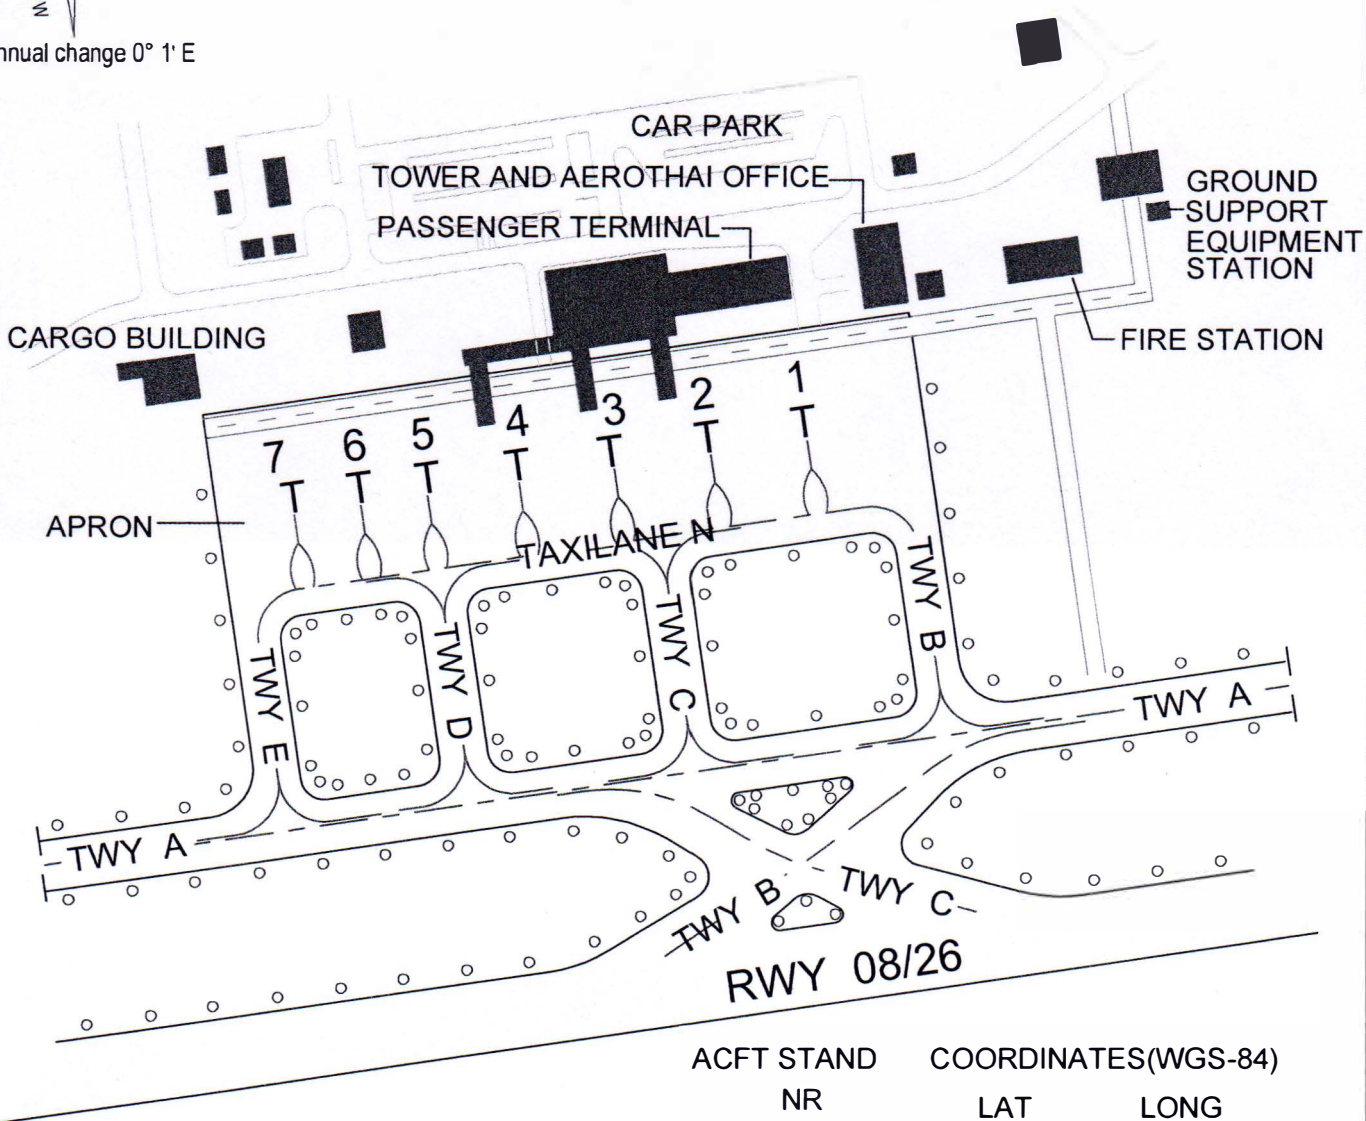 nnual change 0° 1' E
CAR PARK
TOWER AND AEROTHAI OFFICE
PASSENGER TERMINAL
GROUND
SUPPORT
EQUIPMENT
STATION
CARGO BUILDING
FIRE STATION
1
2
3
4
5
6
7
T
T
T
T
T
T
T
APRON
TAXILANE N
TWY B
TWY C
TWY D
TWY E
TWY A
TWY A
TWY B
TWY C
RWY 08/26
ACFT STAND COORDINATES(WGS-84)
NR LAT LONG